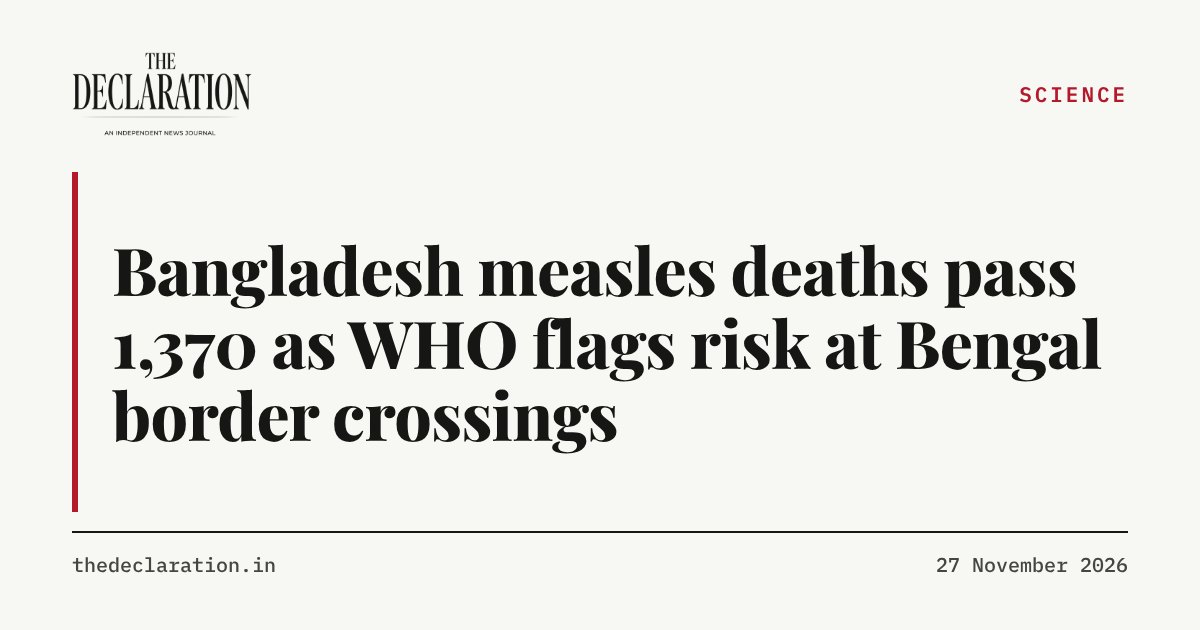 THE
DECLARATION
AN INDEPENDENT NEWS JOURNAL
SCIENCE
Bangladesh measles deaths pass
1,370 as WHO flags risk at Bengal
border crossings
thedeclaration.in
27 November 2026